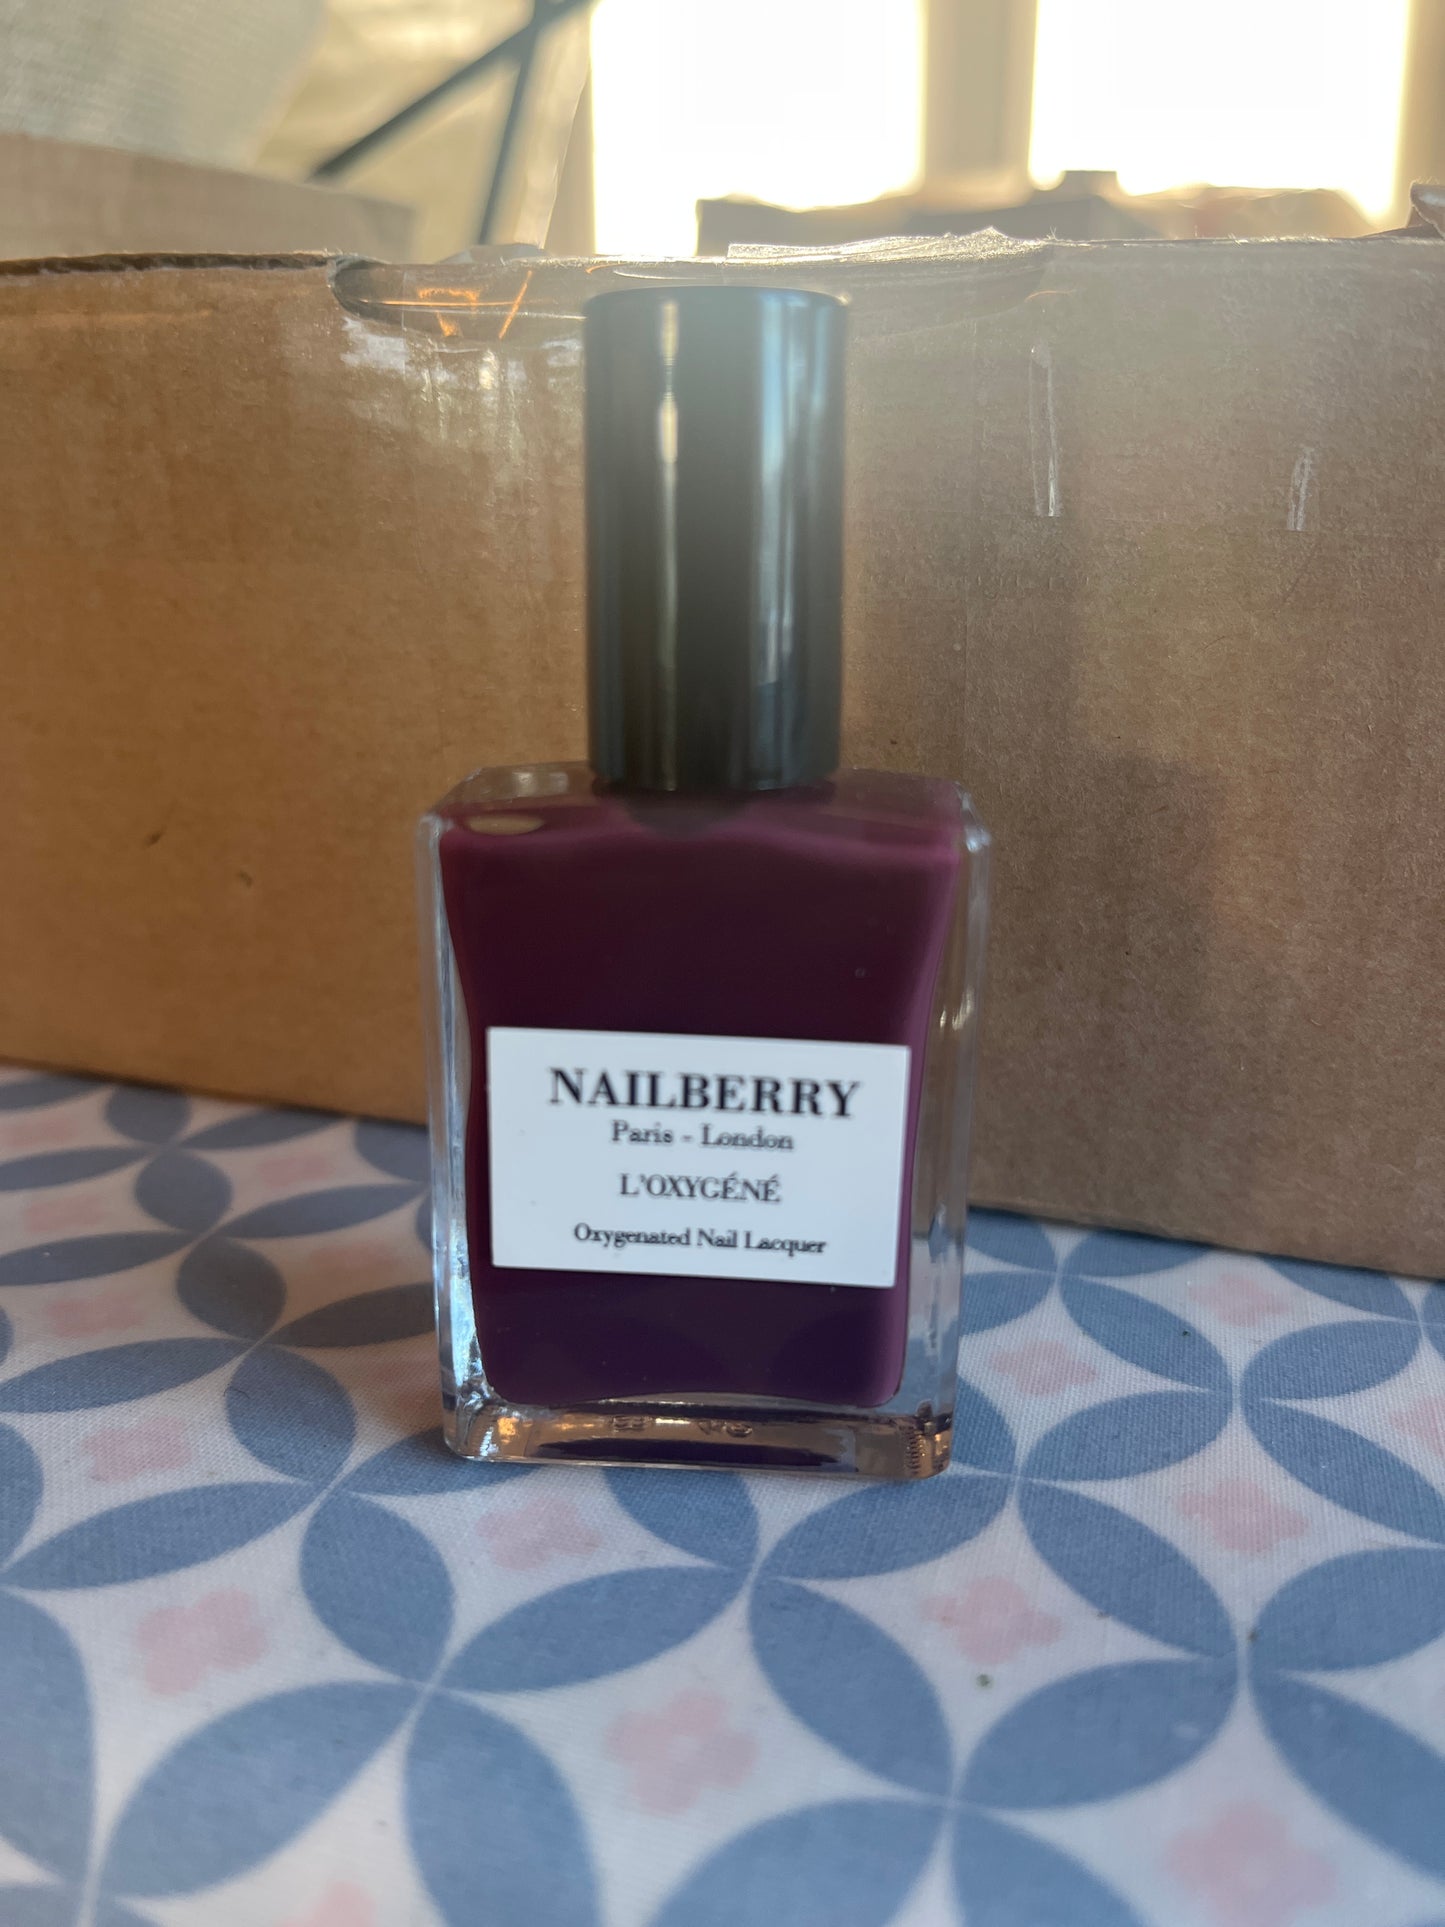 NAILBERRY
Paris - London
L'OXYGÉNÉ
Oxygenated Nail Lacquer